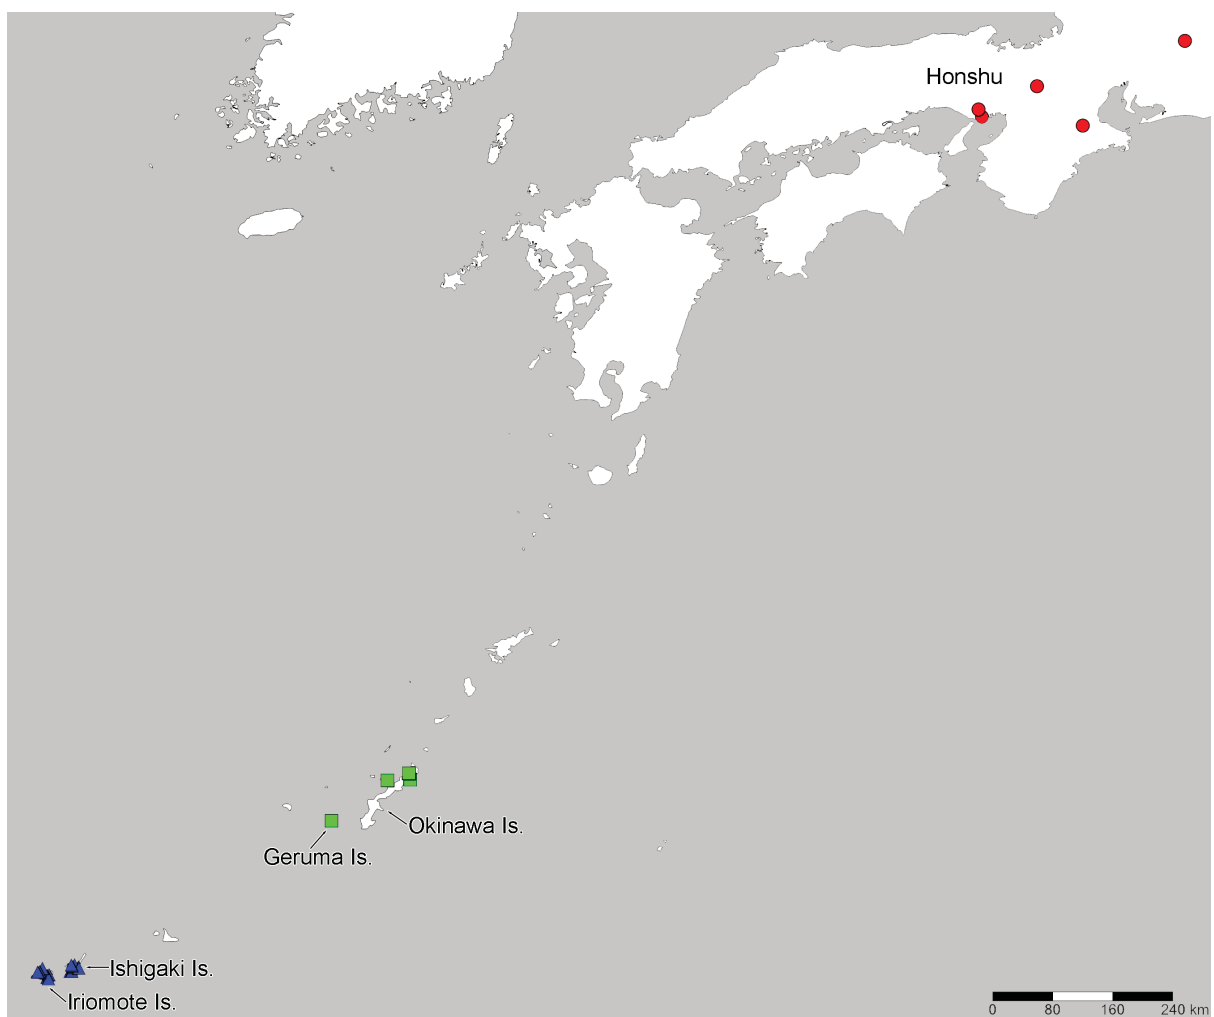 Honshu
Okinawa Is.
Geruma Is.
Ishigaki Is.
Iriomote Is.
0 80 160 240 km